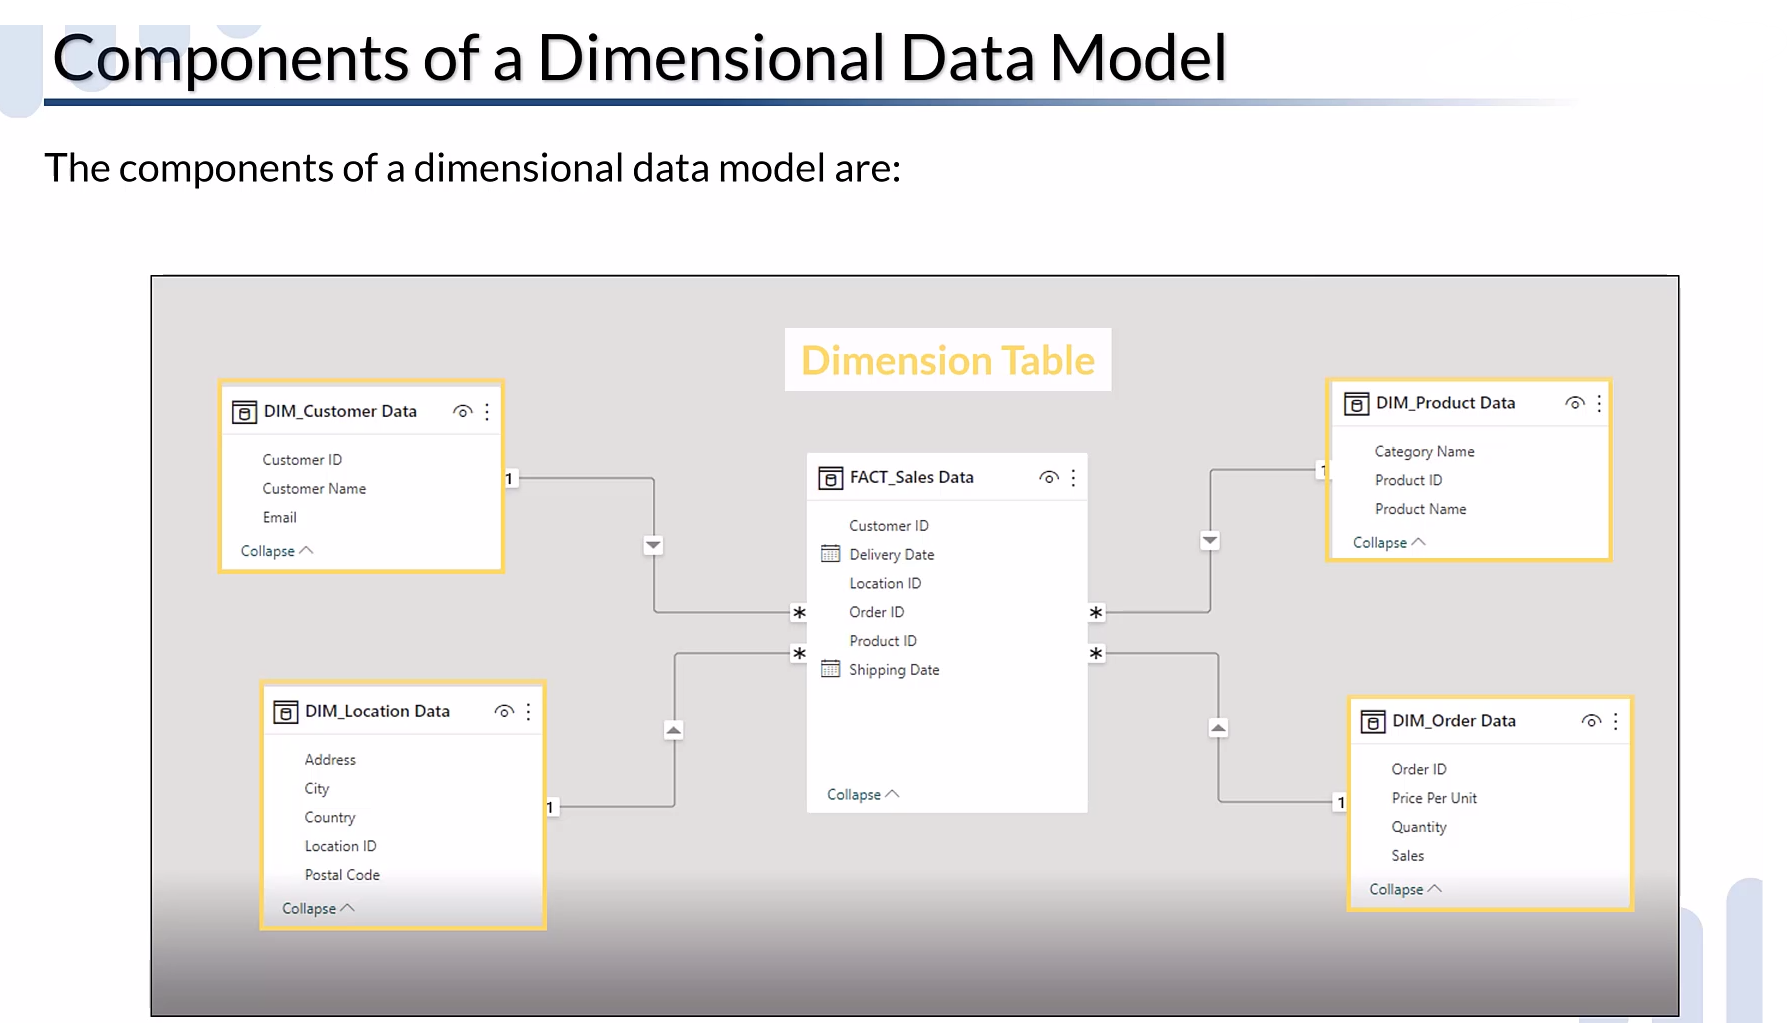 Components of a Dimensional Data Model
The components of a dimensional data model are:
Dimension Table
DIM_Customer Data
Customer ID
Customer Name
Email
Collapse
1
FACT_Sales Data
Customer ID
Delivery Date
Location ID
Order ID
Product ID
Shipping Date
Collapse
*
*
*
*
DIM_Product Data
Category Name
Product ID
Product Name
Collapse
1
DIM_Location Data
Address
City
Country
Location ID
Postal Code
Collapse
1
DIM_Order Data
Order ID
Price Per Unit
Quantity
Sales
Collapse
1